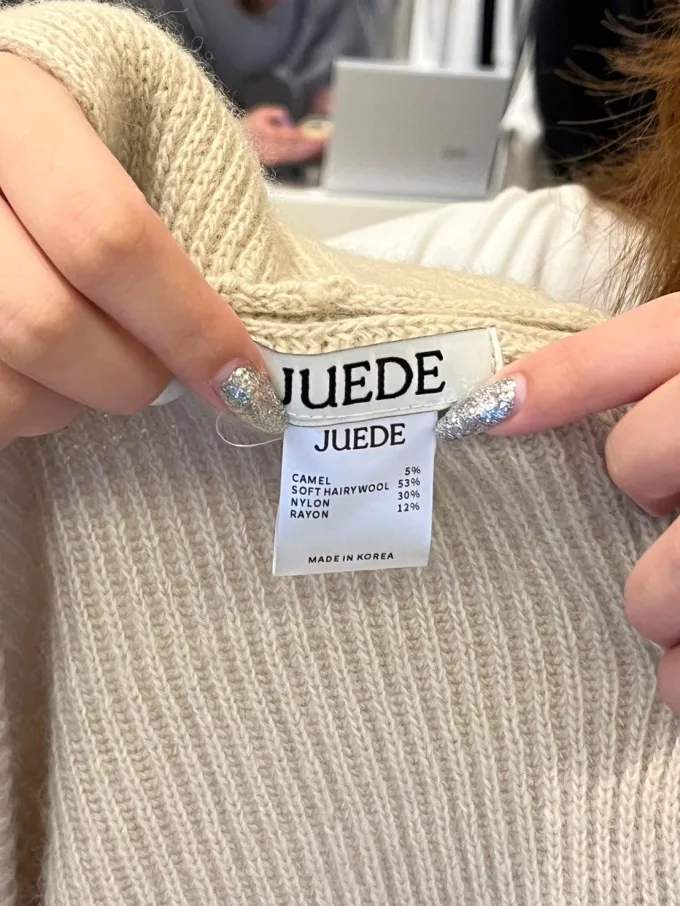 JUEDE
JUEDE
CAMEL 5%
SOFT HAIRYWOOL 53%
NYLON 30%
RAYON 12%
MADE IN KOREA